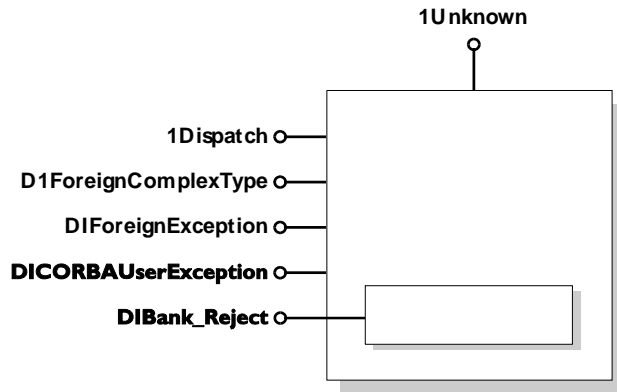 1Unknown
1Dispatch
D1ForeignComplexType
DIForeignException
DICORBAUserException
DIBank_Reject